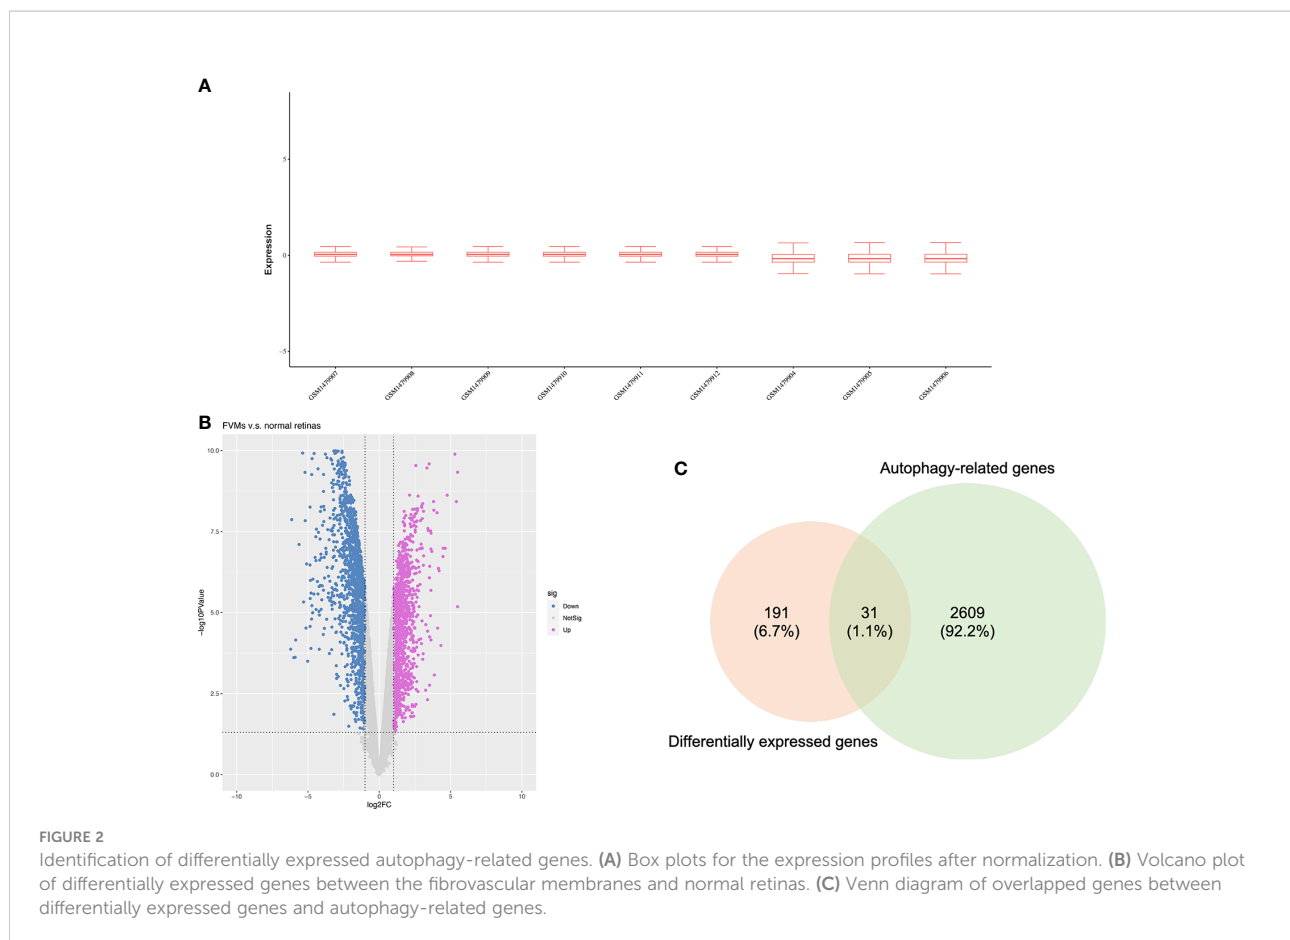 A
5
0
−5
Expression
GSM1479907
GSM1479908
GSM1479909
GSM1479910
GSM1479911
GSM1479912
GSM1479904
GSM1479905
GSM1479906
B
FVMs v.s. normal retinas
10.0
7.5
5.0
2.5
0.0
−log10PValue
−10
−5
0
5
10
log2FC
sig
Down
NotSig
Up
C
Autophagy-related genes
191
(6.7%)
31
(1.1%)
2609
(92.2%)
Differentially expressed genes
FIGURE 2
Identification of differentially expressed autophagy-related genes. (A) Box plots for the expression profiles after normalization. (B) Volcano plot
of differentially expressed genes between the fibrovascular membranes and normal retinas. (C) Venn diagram of overlapped genes between
differentially expressed genes and autophagy-related genes.